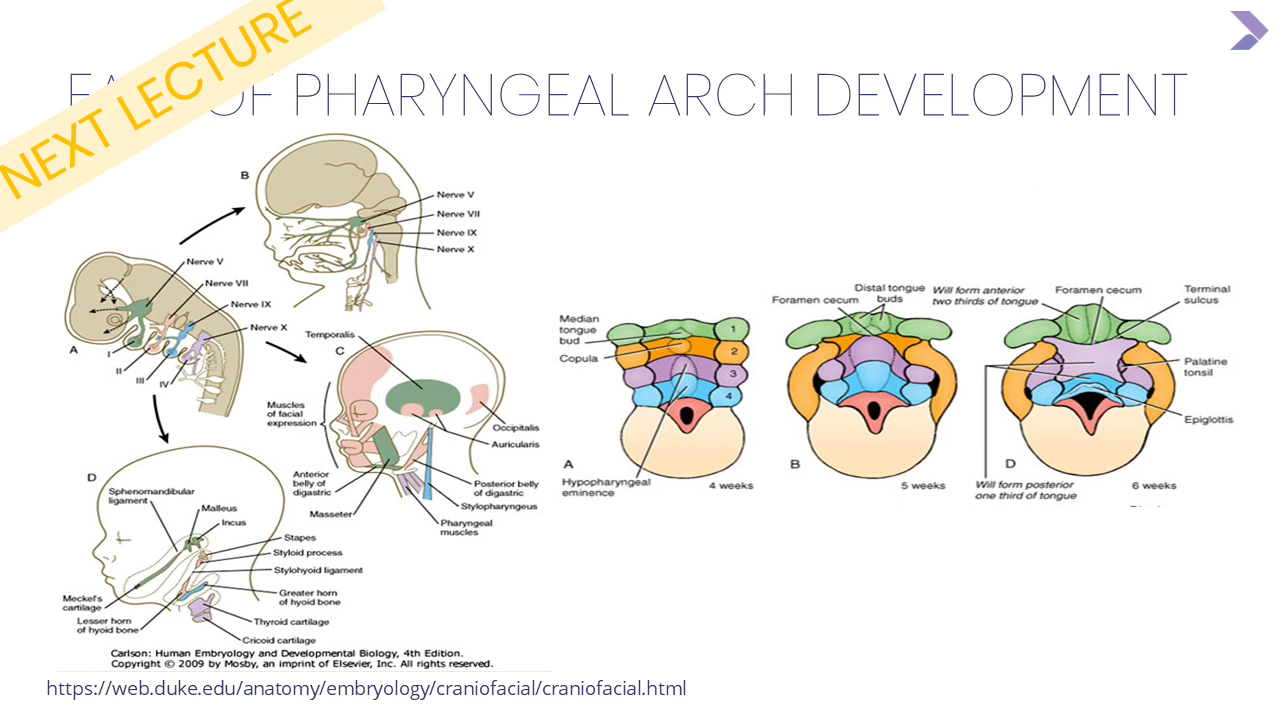 NEXT LECTURE
OF PHARYNGEAL ARCH DEVELOPMENT
B
Nerve V
Nerve VII
Nerve IX
Nerve X
Nerve V
Nerve VII
Nerve IX
Nerve X
A
I
II
III
IV
Temporalis
C
Muscles
of facial
expression
Occipitalis
Auricularis
Anterior
belly of
digastric
Posterior belly
of digastric
Masseter
Stylopharyngeus
Pharyngeal
muscles
D
Sphenomandibular
ligament
Malleus
Incus
Stapes
Styloid process
Stylohyoid ligament
Greater horn
of hyoid bone
Meckel's
cartilage
Lesser horn
of hyoid bone
Thyroid cartilage
Cricoid cartilage
Carlson: Human Embryology and Developmental Biology, 4th Edition.
Copyright © 2009 by Mosby, an imprint of Elsevier, Inc. All rights reserved.
Median
tongue
bud
Copula
1
2
3
4
A
Hypopharyngeal
eminence
4 weeks
Foramen cecum
Distal tongue
buds
B
5 weeks
Will form anterior
two thirds of tongue
Foramen cecum
Terminal
sulcus
Palatine
tonsil
Epiglottis
D
Will form posterior
one third of tongue
6 weeks
https://web.duke.edu/anatomy/embryology/craniofacial/craniofacial.html